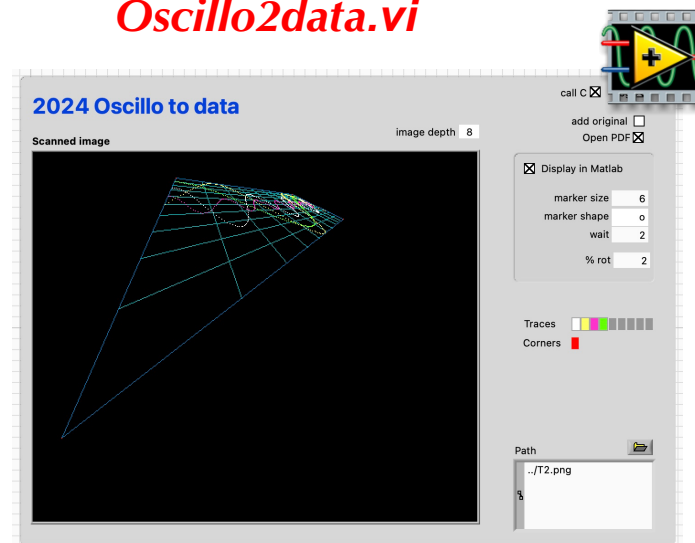 Oscillo2data.vi
call C
2024 Oscillo to data
add original
image depth 8
Open PDF
Scanned image
Display in Matlab
marker size 6
marker shape o
wait 2
% rot 2
Traces
Corners
Path
../T2.png